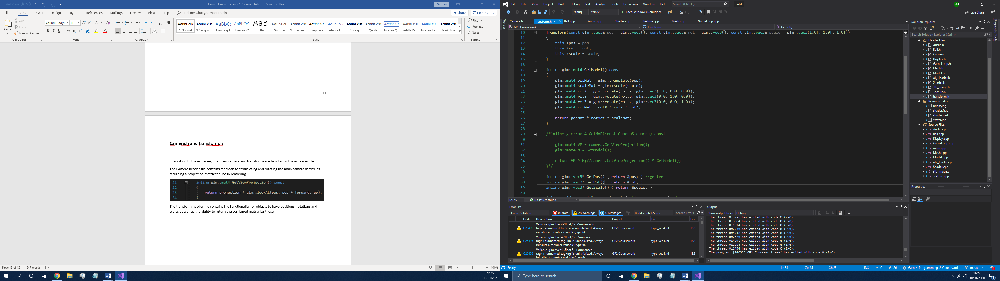 AutoSave Off
Games Programming 2 Documentation - Saved to this PC
Sign in
File Home Insert Design Layout References Mailings Review View Help Tell me what you want to do
Share Comments
Paste
Cut
Copy
Format Painter
Clipboard
Calibri (Body) 11
Font
Paragraph
¶ Normal ¶ No Spac... Heading 1 Heading 2 Title Subtitle Subtle Em... Emphasis Intense E... Strong Quote Intense Q... Subtle Ref... Intense Re... Book Title
Styles
Find
Replace
Select
Editing
11
Camera.h and transform.h
In addition to these classes, the main camera and transforms are handled in these header files.
The Camera header file contains methods for translating and rotating the main camera as well as
returning a projection matrix for use in rendering.
21 inline glm::mat4 GetViewProjection() const
22 {
23 return projection * glm::lookAt(pos, pos + forward, up);
24 }
The transform header file contains the functionality for objects to have positions, rotations and
scales as well as the ability to return the combined matrix for these.
Page 12 of 13 1347 words
100%
16:27
10/01/2020
File Edit View Project Build Debug Test Analyze Tools Extensions Window Help Search (Ctrl+Q) Lab1
SM
Debug Win32 Local Windows Debugger
Live Share
Toolbox
Camera.h transform.h Ball.cpp Audio.cpp Shader.cpp Texture.cpp Mesh.cpp GameLoop.cpp
GP2 Coursework Transform GetRot()
10 Transform(const glm::vec3& pos = glm::vec3(), const glm::vec3& rot = glm::vec3(), const glm::vec3& scale = glm::vec3(1.0f, 1.0f, 1.0f))
11 {
12 this->pos = pos;
13 this->rot = rot;
14 this->scale = scale;
15 }
16
17 inline glm::mat4 GetModel() const
18 {
19 glm::mat4 posMat = glm::translate(pos);
20 glm::mat4 scaleMat = glm::scale(scale);
21 glm::mat4 rotX = glm::rotate(rot.x, glm::vec3(1.0, 0.0, 0.0));
22 glm::mat4 rotY = glm::rotate(rot.y, glm::vec3(0.0, 1.0, 0.0));
23 glm::mat4 rotZ = glm::rotate(rot.z, glm::vec3(0.0, 0.0, 1.0));
24 glm::mat4 rotMat = rotX * rotY * rotZ;
25
26 return posMat * rotMat * scaleMat;
27 }
28
29 /*inline glm::mat4 GetMVP(const Camera& camera) const
30 {
31 glm::mat4 VP = camera.GetViewProjection();
32 glm::mat4 M = GetModel();
33
34 return VP * M;//camera.GetViewProjection() * GetModel();
35 }*/
36
37 inline glm::vec3* GetPos() { return &pos; } //getters
38 inline glm::vec3* GetRot() { return &rot; }
39 inline glm::vec3* GetScale() { return &scale; }
40
121 % No issues found
Solution Explorer
Search Solution Explorer (Ctrl+;)
Header Files
Audio.h
Ball.h
Camera.h
Display.h
GameLoop.h
Mesh.h
Model.h
obj_loader.h
Shader.h
stb_image.h
Texture.h
transform.h
Resource Files
bricks.jpg
shader.frag
shader.vert
Water.jpg
Source Files
Audio.cpp
Ball.cpp
Display.cpp
GameLoop.cpp
main.cpp
Mesh.cpp
Model.cpp
obj_loader.cpp
Shader.cpp
stb_image.c
Texture.cpp
Properties
Diagnostic Tools
Error List
Entire Solution 0 Errors 28 Warnings 0 Messages Build + IntelliSense Search Error L
Code Description Project File Line
C26495 Variable 'glm::tvec4<float,5>::<unnamed-
tag>::<unnamed-tag>::a' is uninitialized. Always
initialize a member variable (type.6). GP2 Coursework type_vec4.inl 182
C26495 Variable 'glm::tvec4<float,5>::<unnamed-
tag>::<unnamed-tag>::b' is uninitialized. Always
initialize a member variable (type.6). GP2 Coursework type_vec4.inl 182
C26495 Variable 'glm::tvec4<float,5>::<unnamed-
tag>::<unnamed-tag>::g' is uninitialized. Always
initialize a member variable (type.6). GP2 Coursework type_vec4.inl 182
Output
Show output from: Debug
The thread 0x32ac has exited with code 0 (0x0).
The thread 0x3b64 has exited with code 0 (0x0).
The thread 0x1014 has exited with code 0 (0x0).
The thread 0x2730 has exited with code 0 (0x0).
The thread 0x4748 has exited with code 0 (0x0).
The thread 0x2a20 has exited with code 0 (0x0).
The thread 0x4b9c has exited with code 0 (0x0).
The thread 0x2cb4 has exited with code 0 (0x0).
The thread 0x1454 has exited with code 0 (0x0).
The program '[14032] GP2 Coursework.exe' has exited with code 0 (0x0).
Ready Ln 38 Col 31 Ch 28 INS 0 26 Games-Programming-2-Coursework master
Type here to search
16:27
10/01/2020